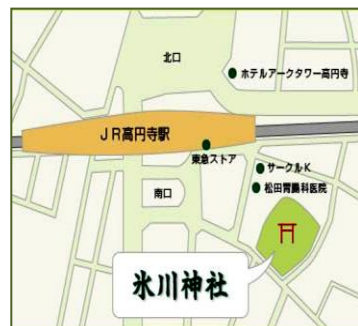 北口
ホテルアークタワー高円寺
JR高円寺駅
東急ストア
サークルK
松田胃腸科医院
南口
氷川神社